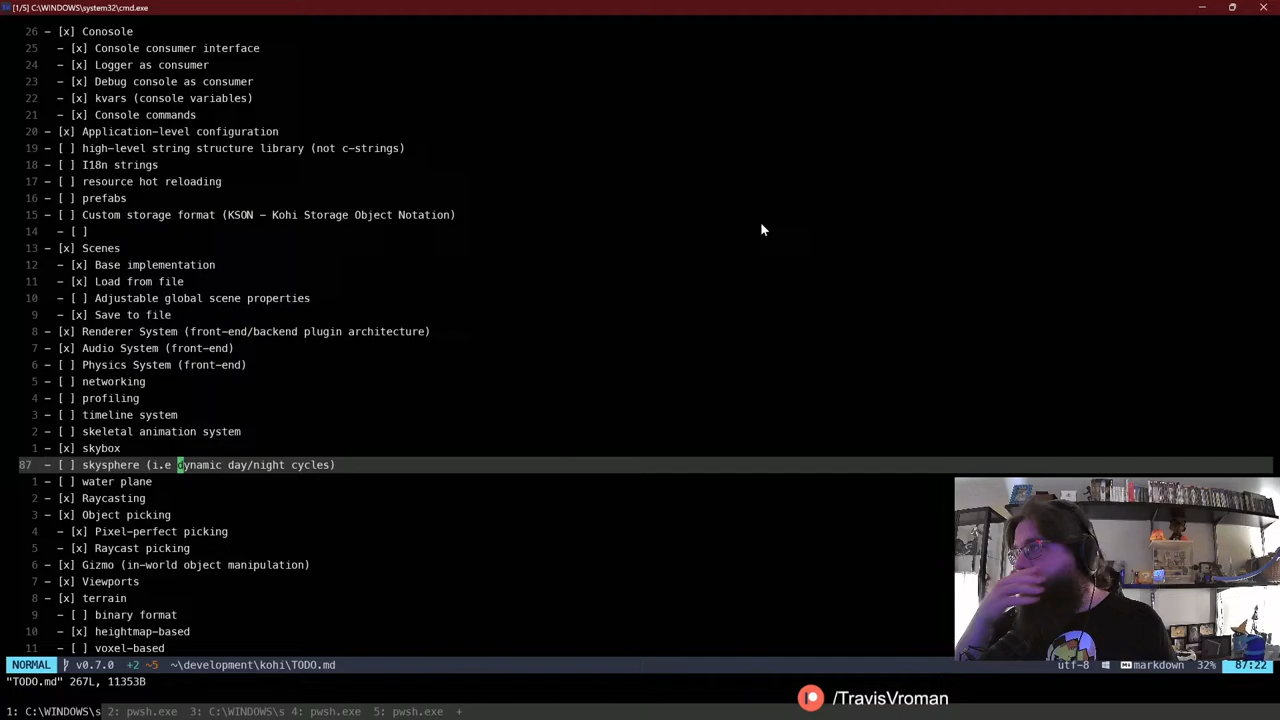 [1/5] C:\WINDOWS\system32\cmd.exe
26 - [x] Conosole
25 - [x] Console consumer interface
24 - [x] Logger as consumer
23 - [x] Debug console as consumer
22 - [x] kvars (console variables)
21 - [x] Console commands
20 - [x] Application-level configuration
19 - [ ] high-level string structure library (not c-strings)
18 - [ ] I18n strings
17 - [ ] resource hot reloading
16 - [ ] prefabs
15 - [ ] Custom storage format (KSON - Kohi Storage Object Notation)
14 - [ ]
13 - [x] Scenes
12 - [x] Base implementation
11 - [x] Load from file
10 - [ ] Adjustable global scene properties
9 - [x] Save to file
8 - [x] Renderer System (front-end/backend plugin architecture)
7 - [x] Audio System (front-end)
6 - [ ] Physics System (front-end)
5 - [ ] networking
4 - [ ] profiling
3 - [ ] timeline system
2 - [ ] skeletal animation system
1 - [x] skybox
87 - [ ] skysphere (i.e dynamic day/night cycles)
1 - [ ] water plane
2 - [x] Raycasting
3 - [x] Object picking
4 - [x] Pixel-perfect picking
5 - [x] Raycast picking
6 - [x] Gizmo (in-world object manipulation)
7 - [x] Viewports
8 - [x] terrain
9 - [ ] binary format
10 - [x] heightmap-based
11 - [ ] voxel-based
NORMAL v0.7.0 +2 ~5 ~\development\kohi\TODO.md utf-8 markdown 32% 87:22
"TODO.md" 267L, 11353B
/TravisVroman
1: C:\WINDOWS\s 2: pwsh.exe 3: C:\WINDOWS\s 4: pwsh.exe 5: pwsh.exe +